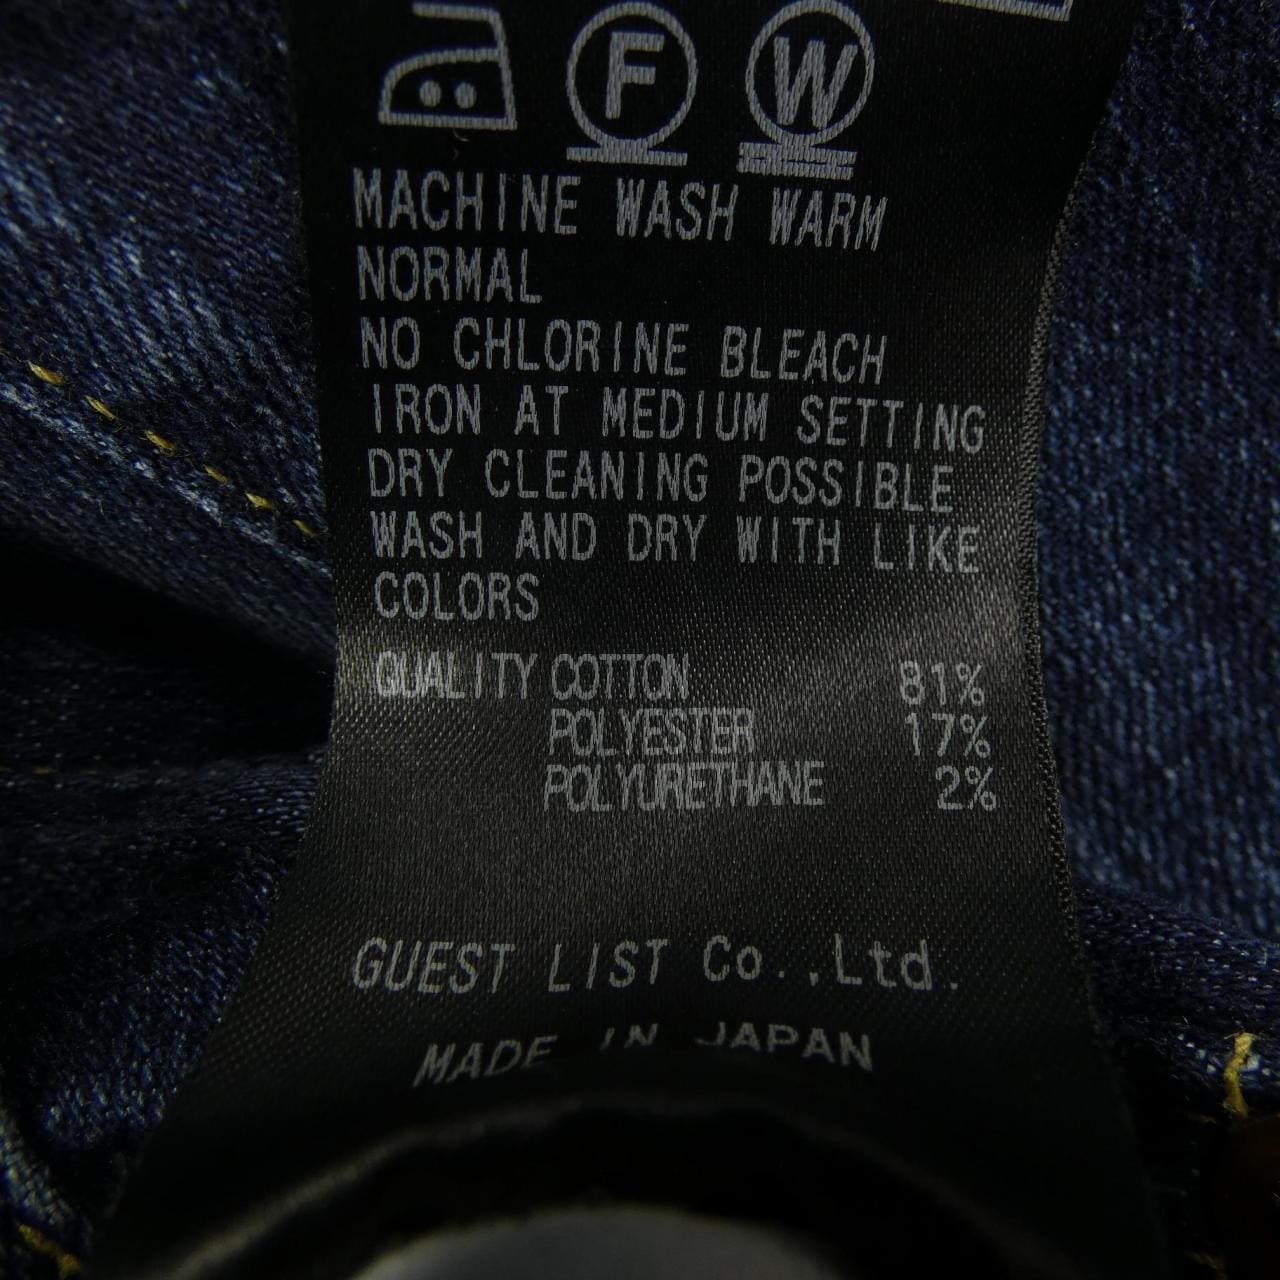 F W
MACHINE WASH WARM
NORMAL
NO CHLORINE BLEACH
IRON AT MEDIUM SETTING
DRY CLEANING POSSIBLE
WASH AND DRY WITH LIKE
COLORS
QUALITY COTTON 81%
POLYESTER 17%
POLYURETHANE 2%
GUEST LIST Co.,Ltd.
MADE IN JAPAN